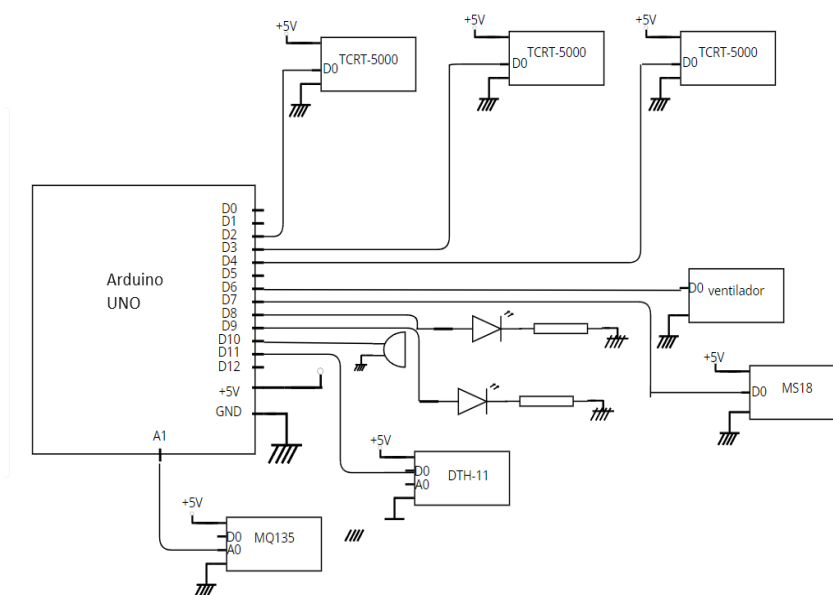 +5V
TCRT-5000
D0
+5V
TCRT-5000
D0
+5V
TCRT-5000
D0
Arduino
UNO
D0
D1
D2
D3
D4
D5
D6
D7
D8
D9
D10
D11
D12
+5V
GND
A1
D0 ventilador
+5V
MS18
D0
+5V
DTH-11
D0
A0
+5V
MQ135
D0
A0